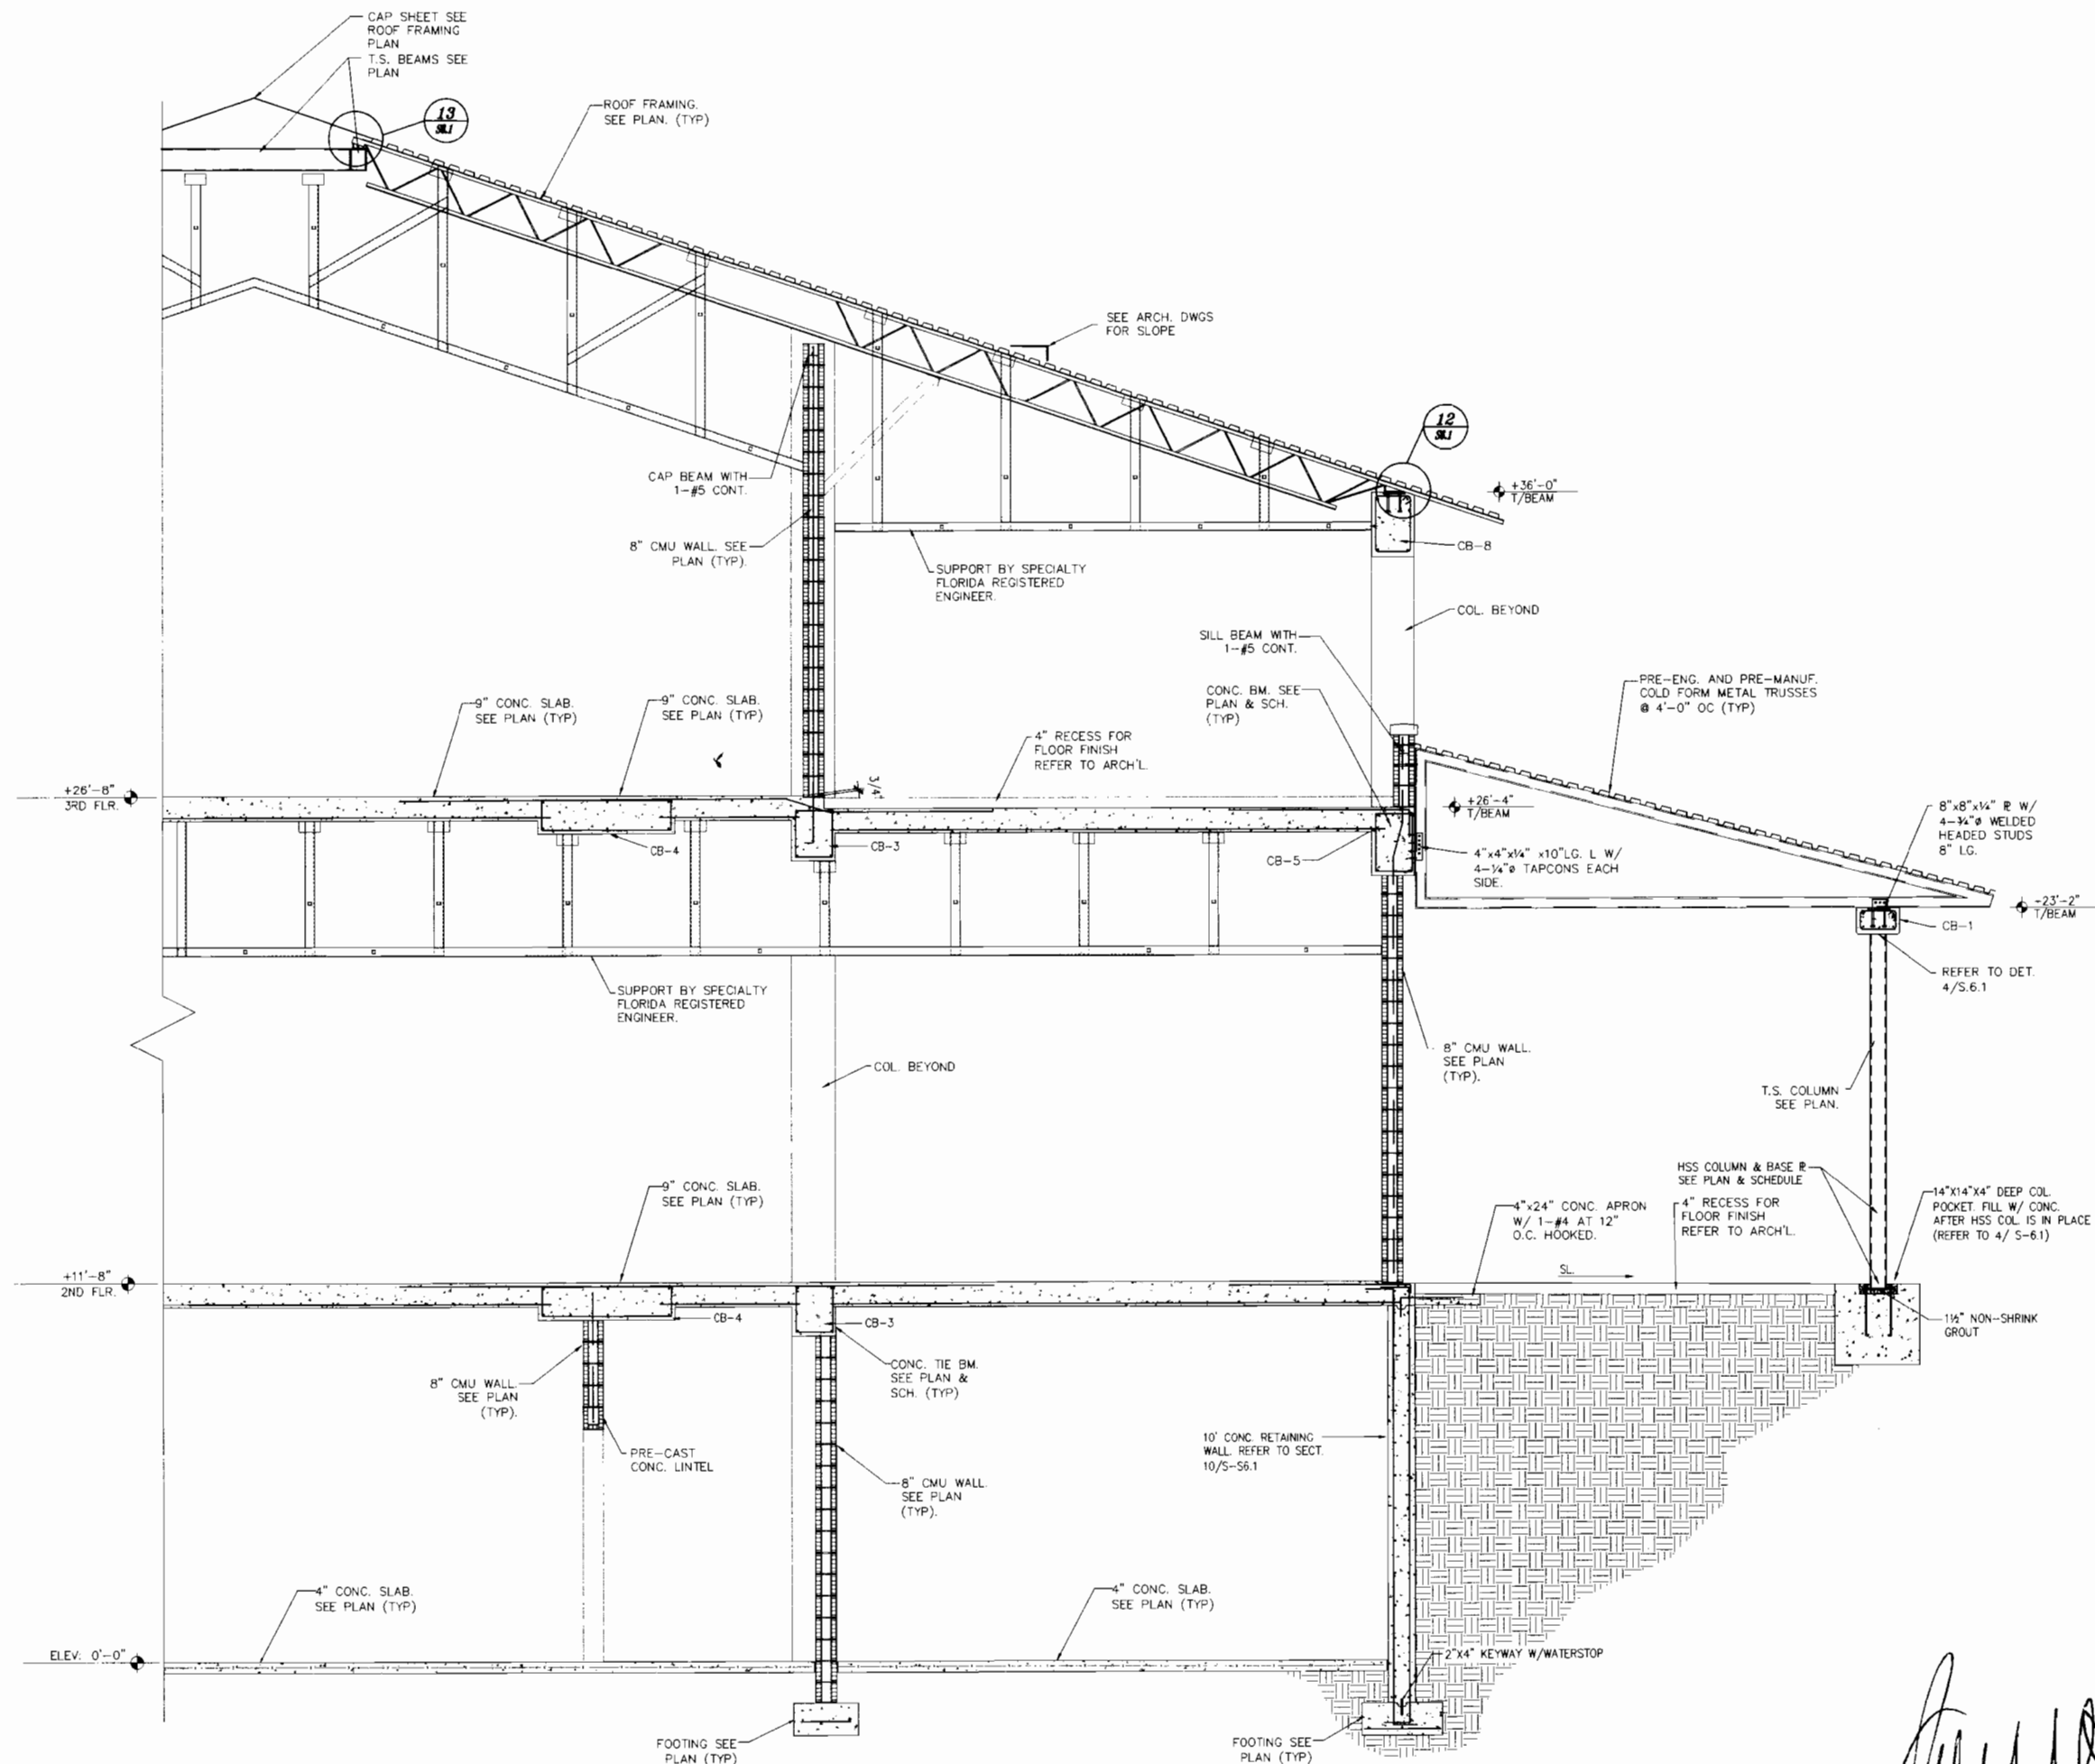 CAP SHEET SEE
ROOF FRAMING
PLAN
T.S. BEAMS SEE
PLAN
13
S6.1
ROOF FRAMING.
SEE PLAN. (TYP)
SEE ARCH. DWGS
FOR SLOPE
12
S6.1
+36'-0"
T/BEAM
CAP BEAM WITH
1-#5 CONT.
8" CMU WALL. SEE
PLAN (TYP).
SUPPORT BY SPECIALTY
FLORIDA REGISTERED
ENGINEER.
CB-8
COL. BEYOND
SILL BEAM WITH
1-#5 CONT.
CONC. BM. SEE
PLAN & SCH.
(TYP)
PRE-ENG. AND PRE-MANUF.
COLD FORM METAL TRUSSES
@ 4'-0" OC (TYP)
9" CONC. SLAB.
SEE PLAN (TYP)
9" CONC. SLAB.
SEE PLAN (TYP)
4" RECESS FOR
FLOOR FINISH
REFER TO ARCH'L.
3/4
+26'-8"
3RD FLR.
+26'-4"
T/BEAM
8"x8"x¼" ℞ W/
4-¾"ø WELDED
HEADED STUDS
8" LG.
CB-4
CB-3
CB-5
4"x4"x¼" x10"LG. L W/
4-¼"ø TAPCONS EACH
SIDE.
-23'-2"
T/BEAM
CB-1
REFER TO DET.
4/S.6.1
SUPPORT BY SPECIALTY
FLORIDA REGISTERED
ENGINEER.
8" CMU WALL.
SEE PLAN
(TYP).
COL. BEYOND
T.S. COLUMN
SEE PLAN.
HSS COLUMN & BASE ℞
SEE PLAN & SCHEDULE
9" CONC. SLAB.
SEE PLAN (TYP)
4"x24" CONC. APRON
W/ 1-#4 AT 12"
O.C. HOOKED.
4" RECESS FOR
FLOOR FINISH
REFER TO ARCH'L.
14"X14"X4" DEEP COL.
POCKET. FILL W/ CONC.
AFTER HSS COL. IS IN PLACE
(REFER TO 4/ S-6.1)
SL.
+11'-8"
2ND FLR.
CB-4
CB-3
1½" NON-SHRINK
GROUT
8" CMU WALL.
SEE PLAN
(TYP).
CONC. TIE BM.
SEE PLAN &
SCH. (TYP)
PRE-CAST
CONC. LINTEL
10' CONC. RETAINING
WALL. REFER TO SECT.
10/S-S6.1
8" CMU WALL.
SEE PLAN
(TYP).
4" CONC. SLAB.
SEE PLAN (TYP)
4" CONC. SLAB.
SEE PLAN (TYP)
ELEV: 0'-0"
2"X4" KEYWAY W/WATERSTOP
FOOTING SEE
PLAN (TYP)
FOOTING SEE
PLAN (TYP)